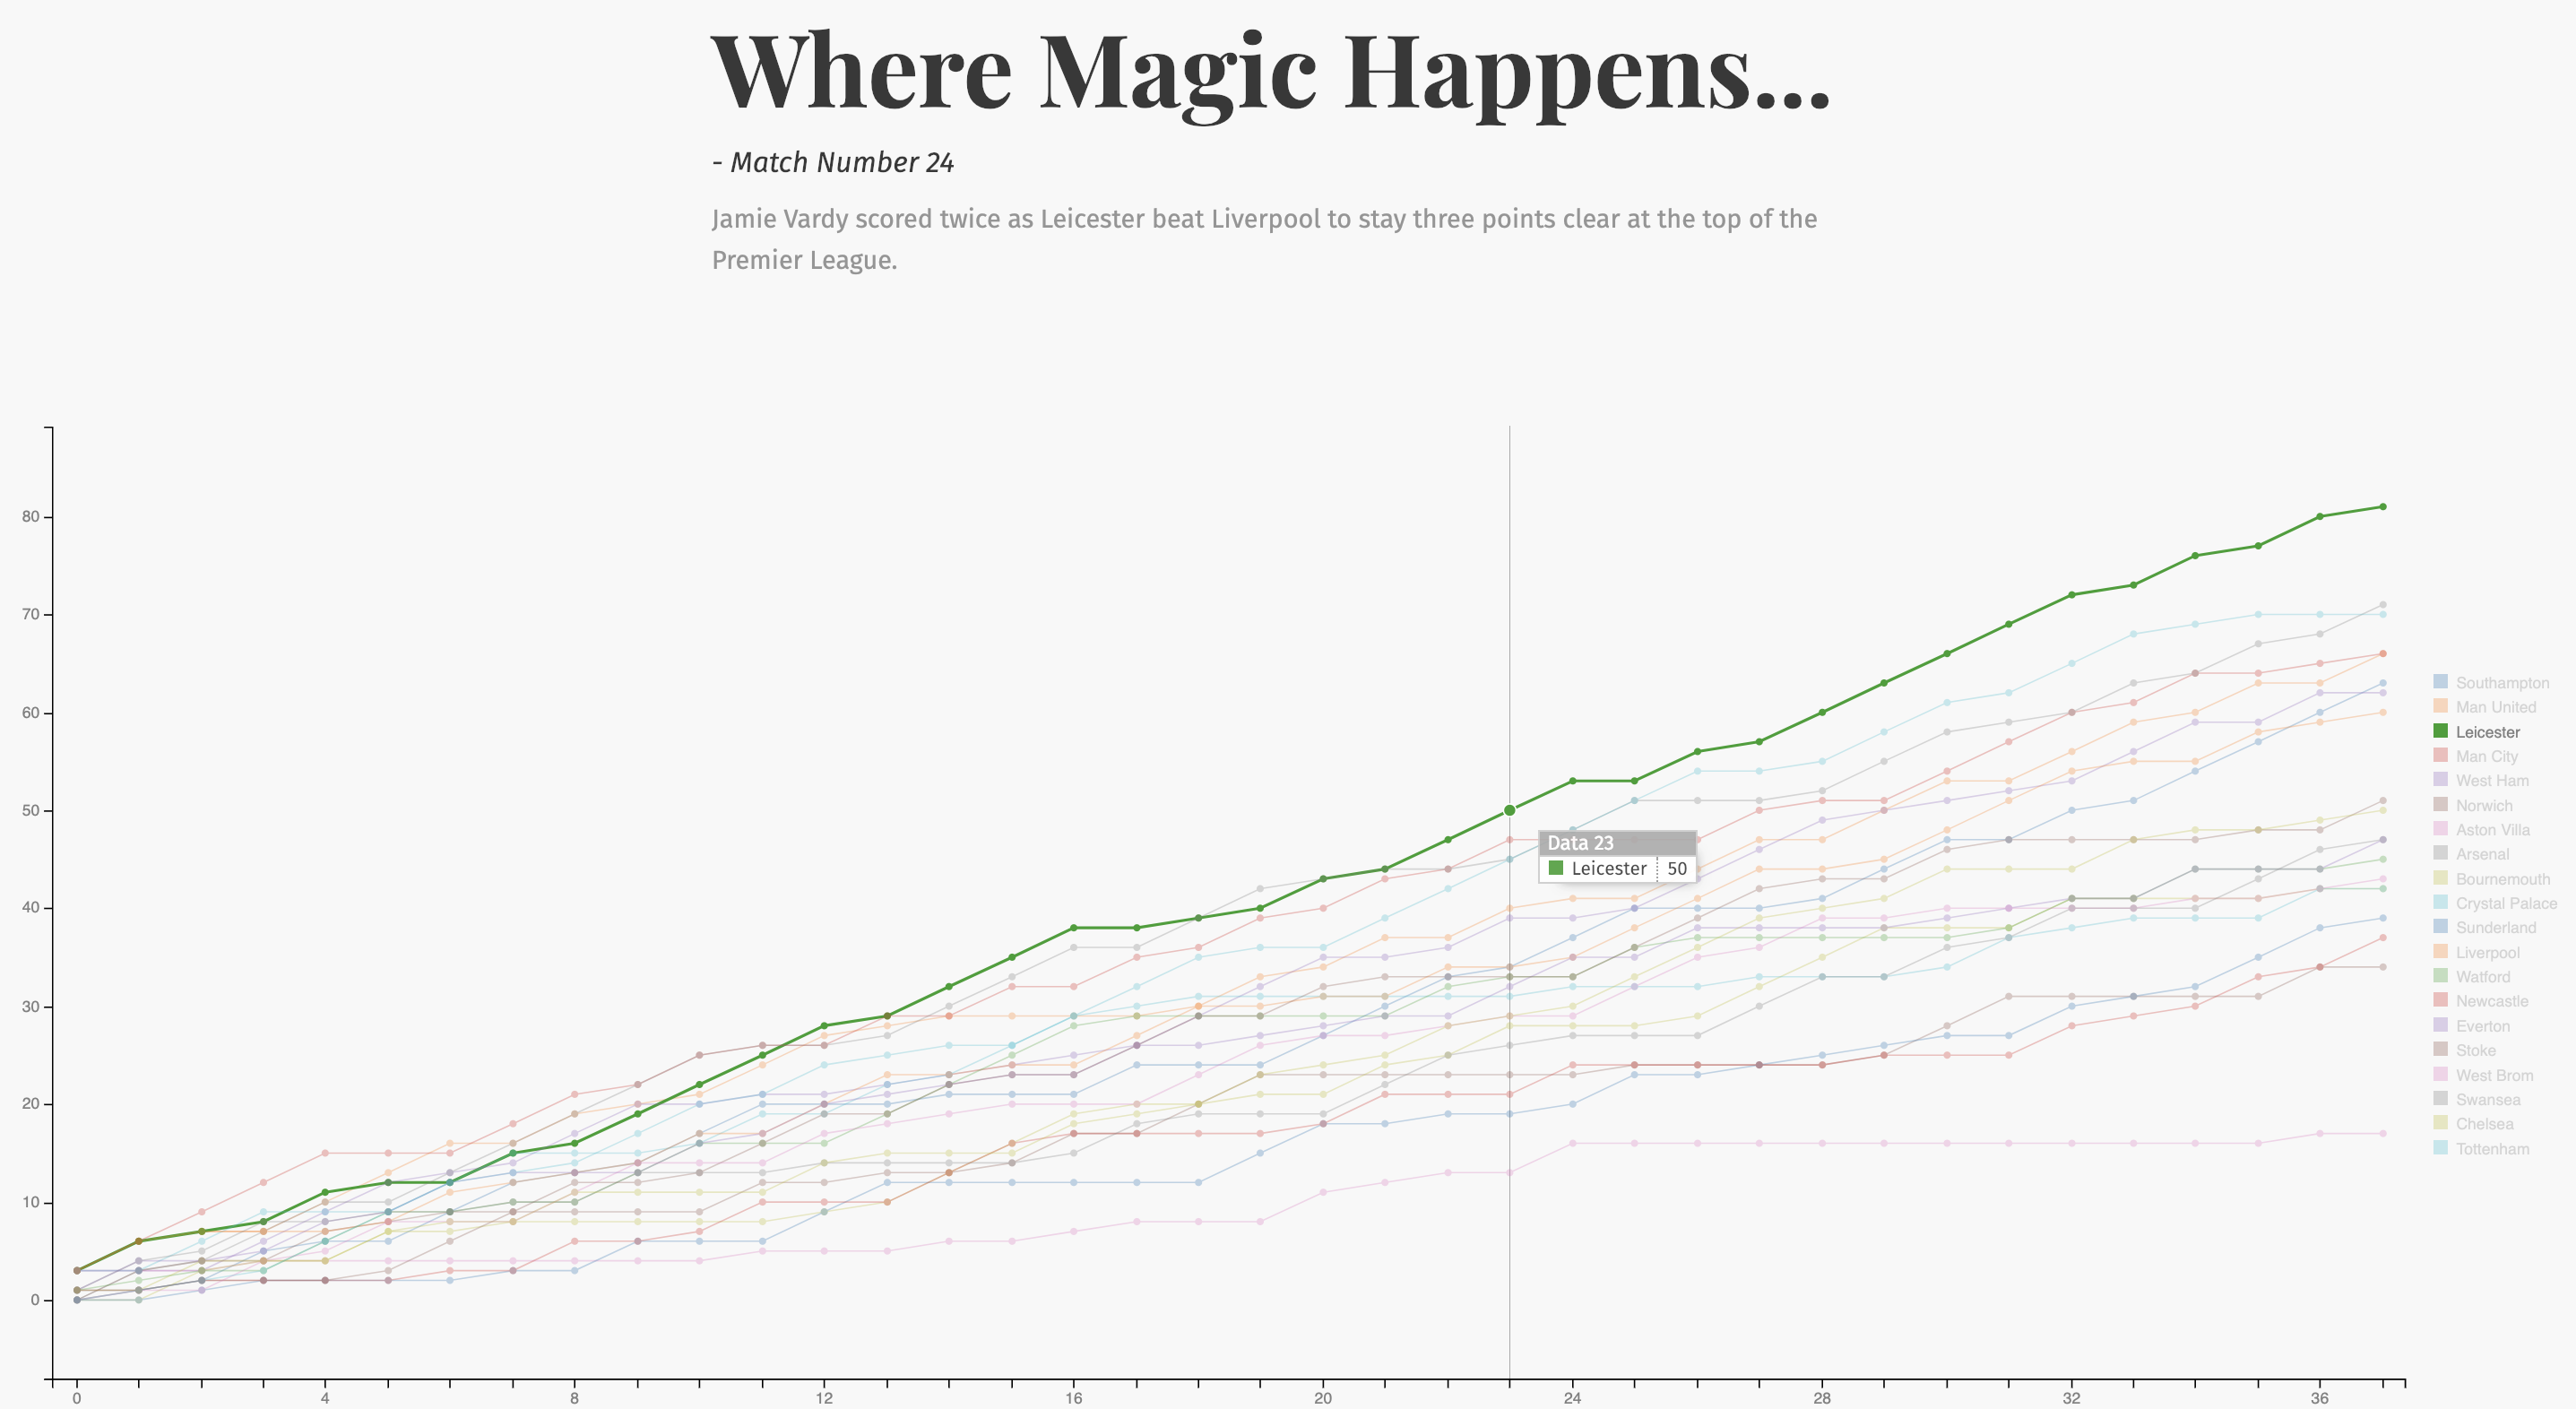 Where Magic Happens...
- Match Number 24
Jamie Vardy scored twice as Leicester beat Liverpool to stay three points clear at the top of the
Premier League.
80
70
60
50
40
30
20
10
0
0
4
8
12
16
20
24
28
32
36
Data 23
Leicester 50
Southampton
Man United
Leicester
Man City
West Ham
Norwich
Aston Villa
Arsenal
Bournemouth
Crystal Palace
Sunderland
Liverpool
Watford
Newcastle
Everton
Stoke
West Brom
Swansea
Chelsea
Tottenham